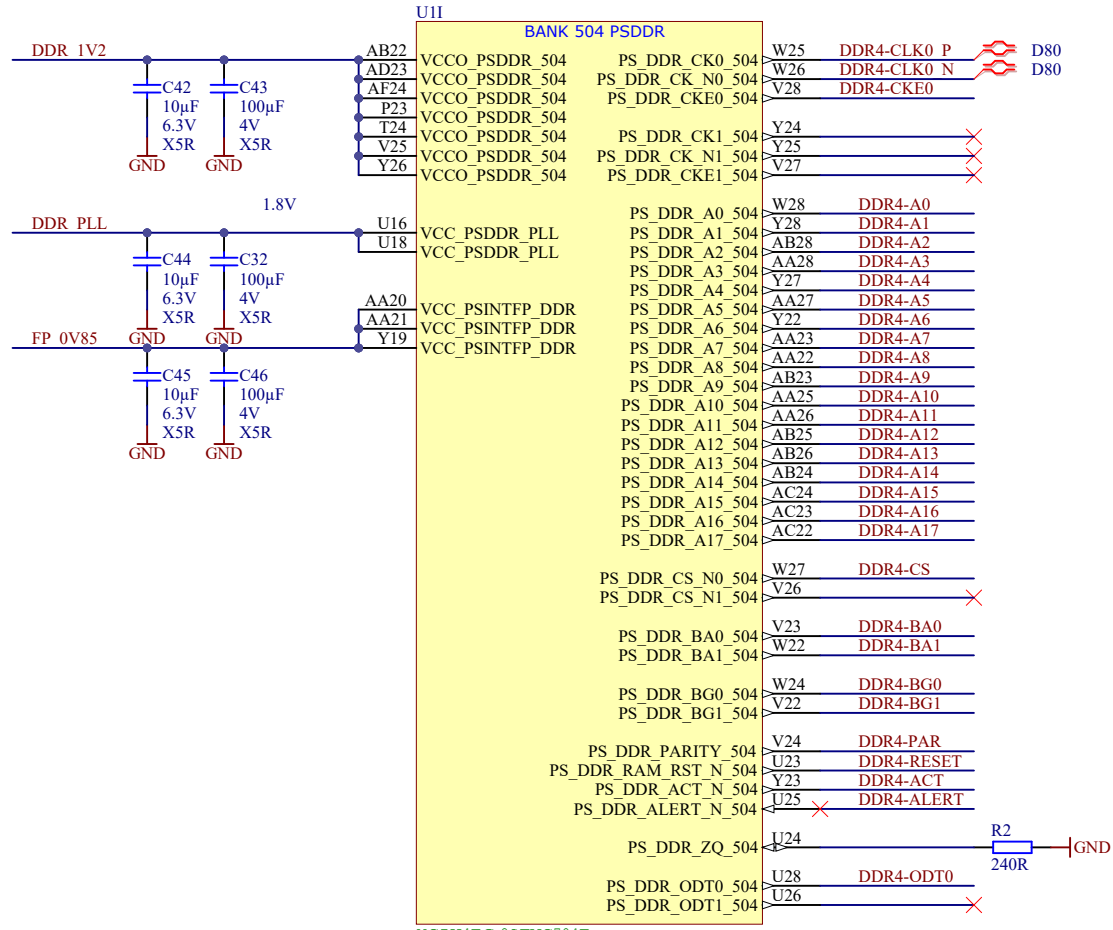 U1I
BANK 504 PSDDR
DDR_1V2
C42
10µF
6.3V
X5R
GND
C43
100µF
4V
X5R
GND
AB22 VCCO_PSDDR_504
AD23 VCCO_PSDDR_504
AF24 VCCO_PSDDR_504
P23 VCCO_PSDDR_504
T24 VCCO_PSDDR_504
V25 VCCO_PSDDR_504
Y26 VCCO_PSDDR_504
1.8V
DDR_PLL
C44
10µF
6.3V
X5R
GND
C32
100µF
4V
X5R
GND
U16 VCC_PSDDR_PLL
U18 VCC_PSDDR_PLL
FP_0V85
C45
10µF
6.3V
X5R
GND
C46
100µF
4V
X5R
GND
AA20 VCC_PSINTFP_DDR
AA21 VCC_PSINTFP_DDR
Y19 VCC_PSINTFP_DDR
PS_DDR_CK0_504 W25 DDR4-CLK0_P D80
PS_DDR_CK_N0_504 W26 DDR4-CLK0_N D80
PS_DDR_CKE0_504 V28 DDR4-CKE0
PS_DDR_CK1_504 Y24
PS_DDR_CK_N1_504 Y25
PS_DDR_CKE1_504 V27
PS_DDR_A0_504 W28 DDR4-A0
PS_DDR_A1_504 Y28 DDR4-A1
PS_DDR_A2_504 AB28 DDR4-A2
PS_DDR_A3_504 AA28 DDR4-A3
PS_DDR_A4_504 Y27 DDR4-A4
PS_DDR_A5_504 AA27 DDR4-A5
PS_DDR_A6_504 Y22 DDR4-A6
PS_DDR_A7_504 AA23 DDR4-A7
PS_DDR_A8_504 AA22 DDR4-A8
PS_DDR_A9_504 AB23 DDR4-A9
PS_DDR_A10_504 AA25 DDR4-A10
PS_DDR_A11_504 AA26 DDR4-A11
PS_DDR_A12_504 AB25 DDR4-A12
PS_DDR_A13_504 AB26 DDR4-A13
PS_DDR_A14_504 AB24 DDR4-A14
PS_DDR_A15_504 AC24 DDR4-A15
PS_DDR_A16_504 AC23 DDR4-A16
PS_DDR_A17_504 AC22 DDR4-A17
PS_DDR_CS_N0_504 W27 DDR4-CS
PS_DDR_CS_N1_504 V26
PS_DDR_BA0_504 V23 DDR4-BA0
PS_DDR_BA1_504 W22 DDR4-BA1
PS_DDR_BG0_504 W24 DDR4-BG0
PS_DDR_BG1_504 V22 DDR4-BG1
PS_DDR_PARITY_504 V24 DDR4-PAR
PS_DDR_RAM_RST_N_504 U23 DDR4-RESET
PS_DDR_ACT_N_504 Y23 DDR4-ACT
PS_DDR_ALERT_N_504 U25 DDR4-ALERT
PS_DDR_ZQ_504 U24
R2
240R
GND
PS_DDR_ODT0_504 U28 DDR4-ODT0
PS_DDR_ODT1_504 U26